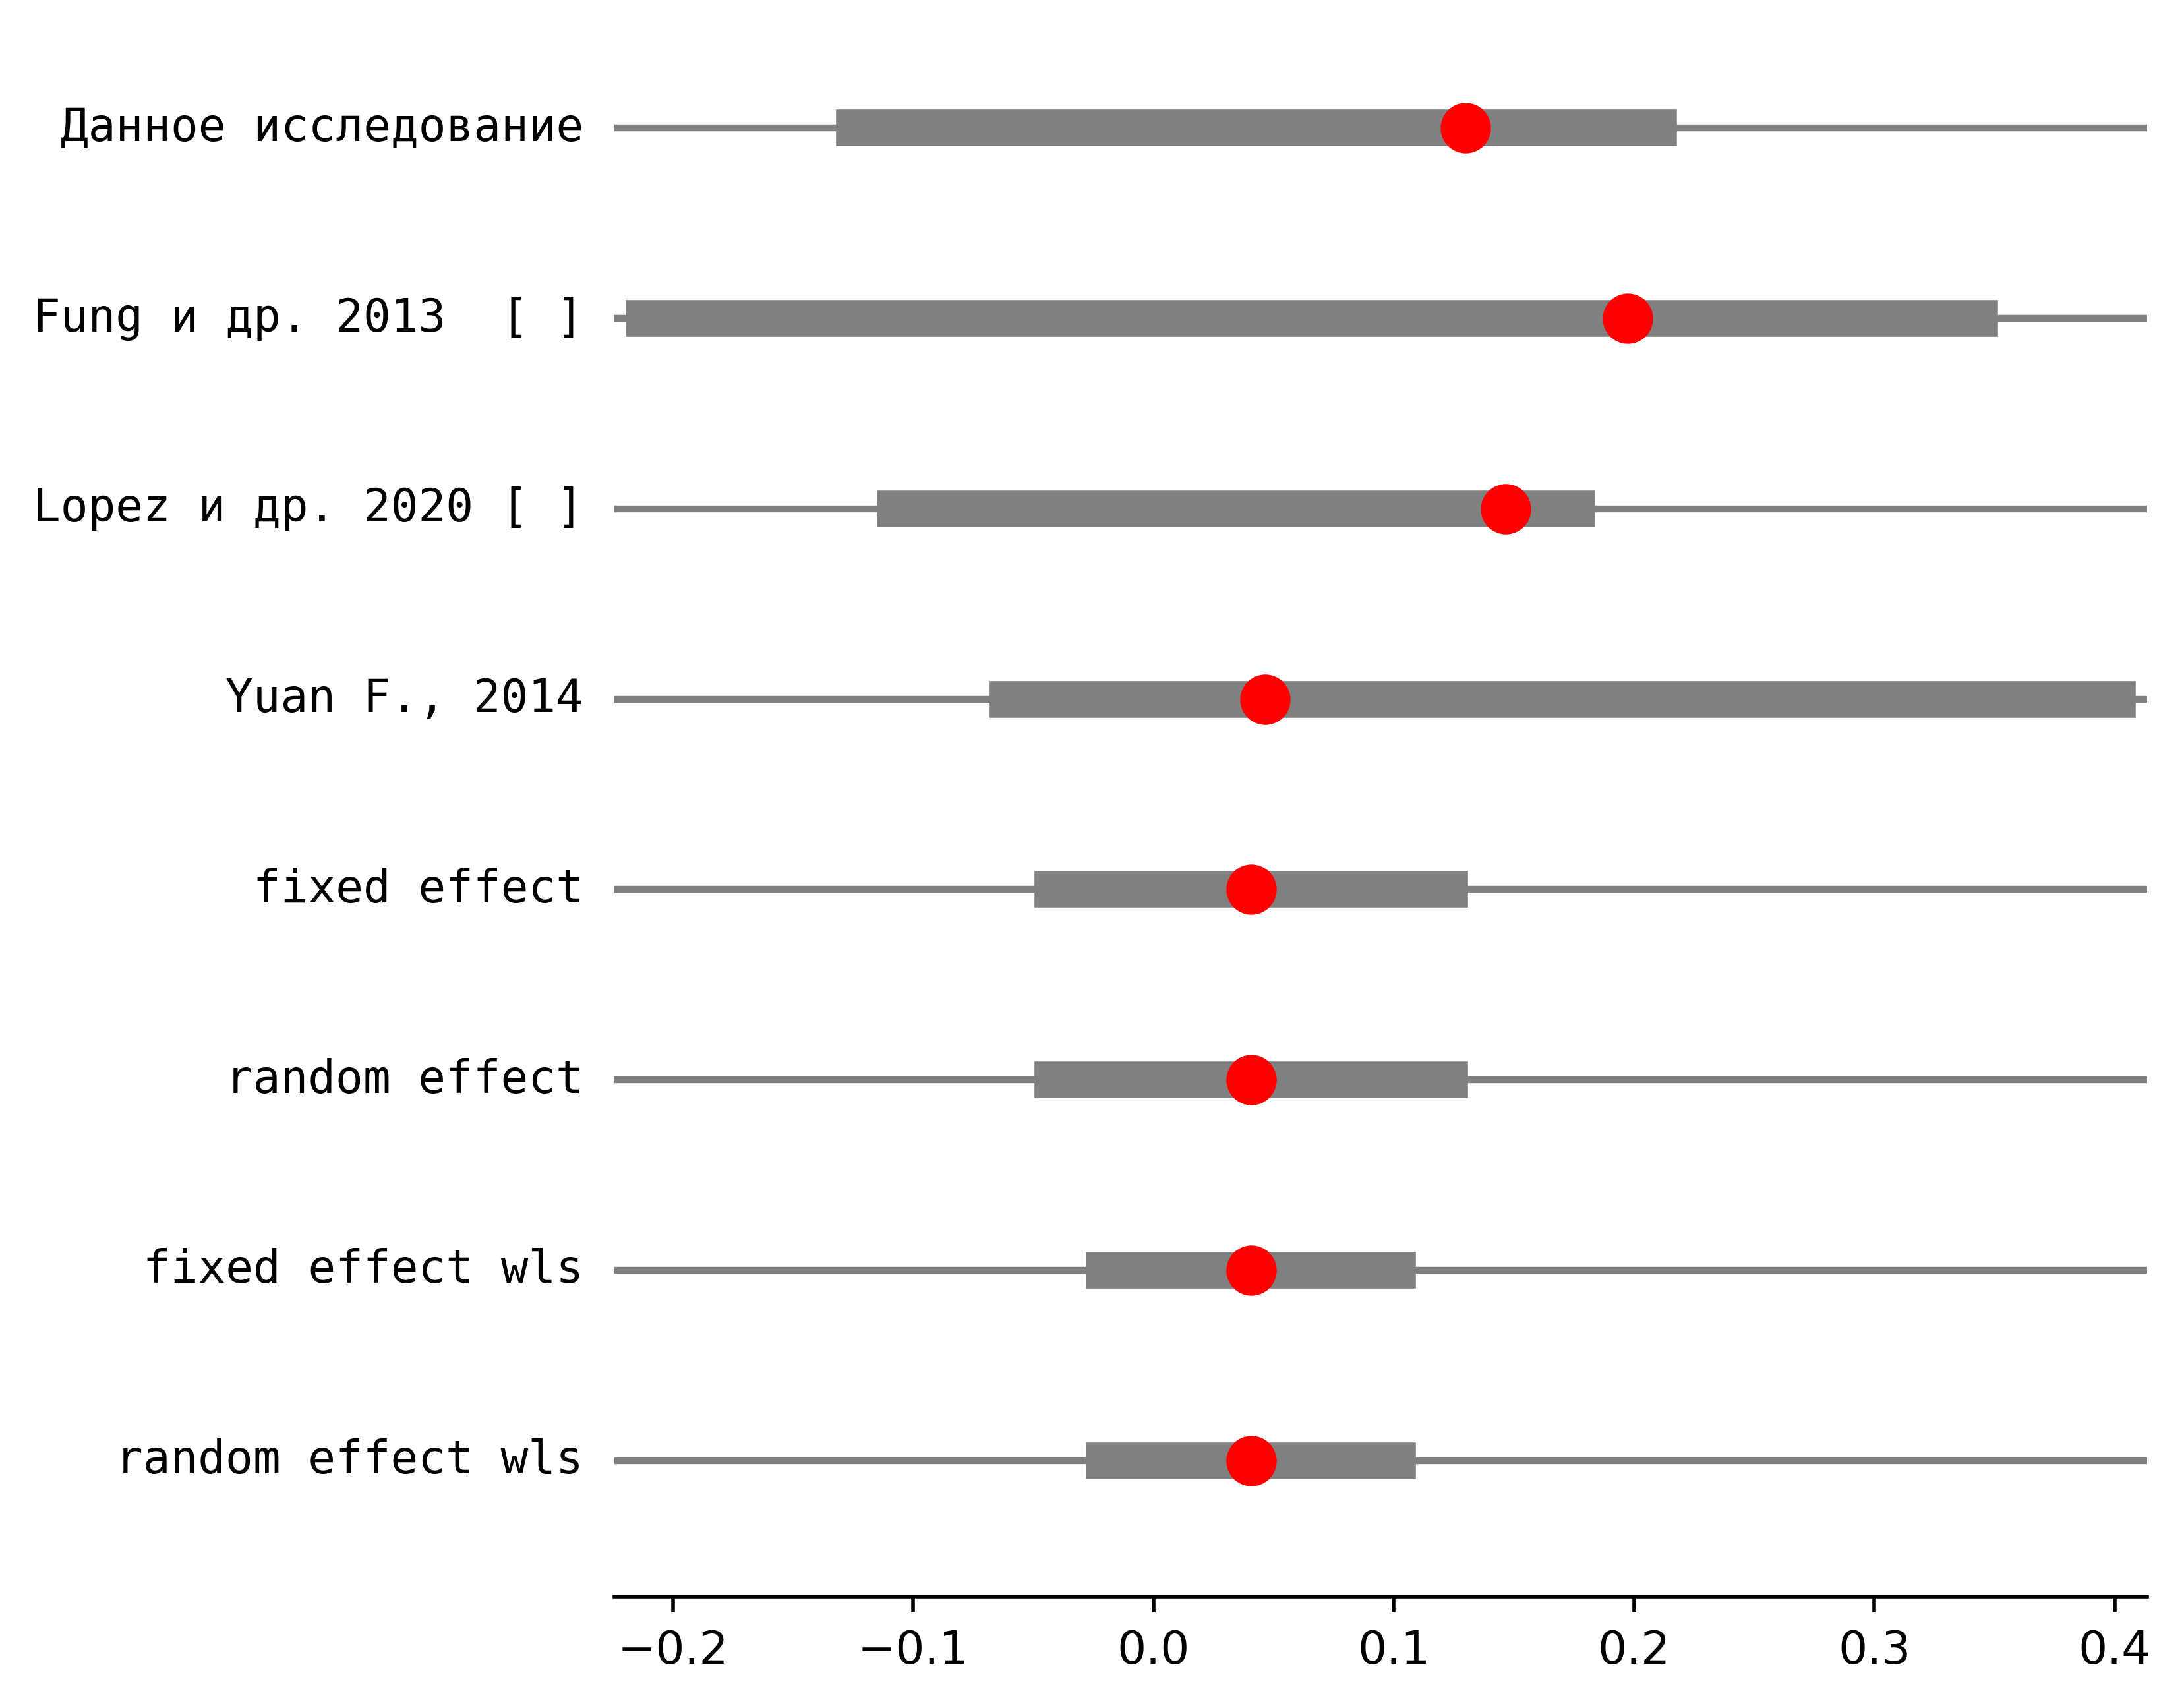 Данное исследование
Fung и др. 2013  [ ]
Lopez и др. 2020 [ ]
Yuan F., 2014
fixed effect
random effect
fixed effect wls
random effect wls
−0.2 −0.1 0.0 0.1 0.2 0.3 0.4